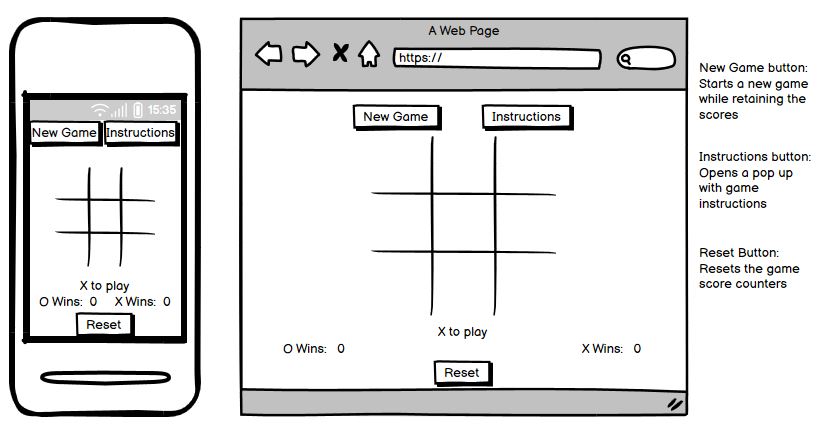 15:35
New Game Instructions
X to play
O Wins: 0 X Wins: 0
Reset
A Web Page
https://
New Game Instructions
X to play
O Wins: 0 X Wins: 0
Reset
New Game button:
Starts a new game
while retaining the
scores
Instructions button:
Opens a pop up
with game
instructions
Reset Button:
Resets the game
score counters